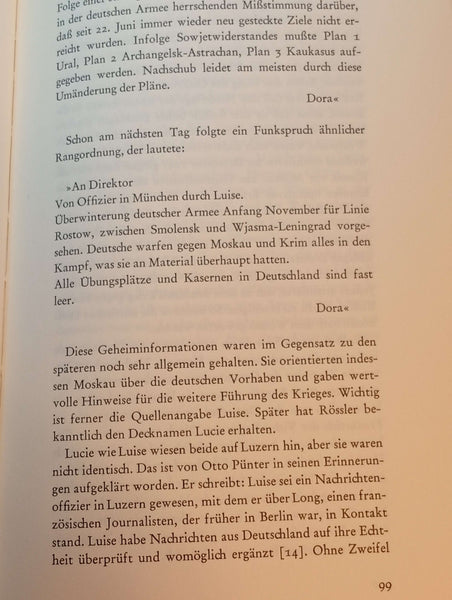 Folge einer
in der deutschen Armee herrschenden Mißstimmung darüber,
daß seit 22. Juni immer wieder neu gesteckte Ziele nicht er-
reicht wurden. Infolge Sowjetwiderstandes mußte Plan 1
Ural, Plan 2 Archangelsk-Astrachan, Plan 3 Kaukasus auf-
gegeben werden. Nachschub leidet am meisten durch diese
Umänderung der Pläne.
Dora«
Schon am nächsten Tag folgte ein Funkspruch ähnlicher
Rangordnung, der lautete:
»An Direktor
Von Offizier in München durch Luise.
Überwinterung deutscher Armee Anfang November für Linie
Rostow, zwischen Smolensk und Wjasma-Leningrad vorge-
sehen. Deutsche warfen gegen Moskau und Krim alles in den
Kampf, was sie an Material überhaupt hatten.
Alle Übungsplätze und Kasernen in Deutschland sind fast
leer.
Dora«
Diese Geheiminformationen waren im Gegensatz zu den
späteren noch sehr allgemein gehalten. Sie orientierten indes-
sen Moskau über die deutschen Vorhaben und gaben wert-
volle Hinweise für die weitere Führung des Krieges. Wichtig
ist ferner die Quellenangabe Luise. Später hat Rössler be-
kanntlich den Decknamen Lucie erhalten.
Lucie wie Luise wiesen beide auf Luzern hin, aber sie waren
nicht identisch. Das ist von Otto Pünter in seinen Erinnerun-
gen aufgeklärt worden. Er schreibt: Luise sei ein Nachrichten-
offizier in Luzern gewesen, mit dem er über Long, einen fran-
zösischen Journalisten, der früher in Berlin war, in Kontakt
stand. Luise habe Nachrichten aus Deutschland auf ihre Echt-
heit überprüft und womöglich ergänzt [14]. Ohne Zweifel
99